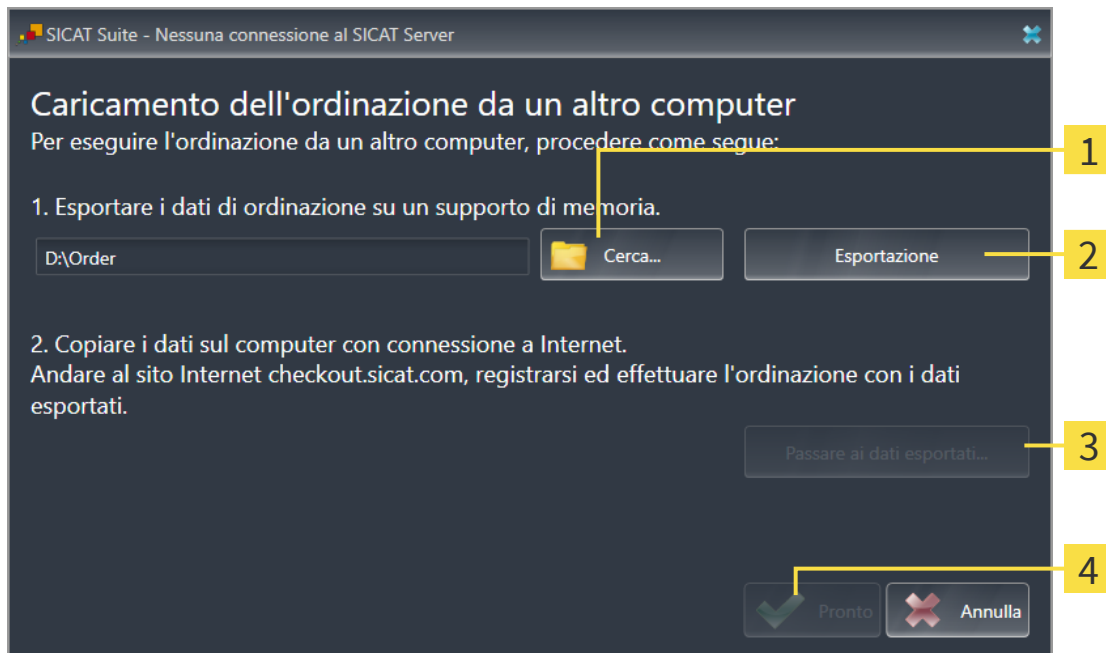 SICAT Suite - Nessuna connessione al SICAT Server
Caricamento dell'ordinazione da un altro computer
Per eseguire l'ordinazione da un altro computer, procedere come segue:
1
1. Esportare i dati di ordinazione su un supporto di memoria.
D:\Order
Cerca...
Esportazione
2
2. Copiare i dati sul computer con connessione a Internet.
Andare al sito Internet checkout.sicat.com, registrarsi ed effettuare l'ordinazione con i dati
esportati.
Passare ai dati esportati...
3
4
Pronto
Annulla